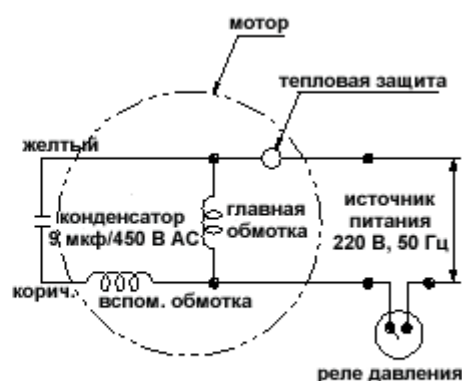 мотор
тепловая защита
желтый
конденсатор
9 мкф/450 В АС
главная
обмотка
источник
питания
220 В, 50 Гц
корич.
вспом. обмотка
реле давления